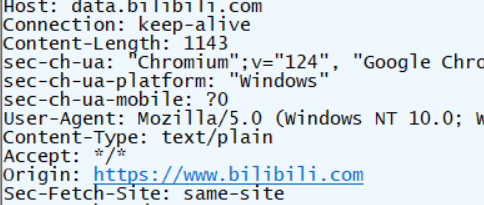 Host: data.bilibili.com
Connection: keep-alive
Content-Length: 1143
sec-ch-ua: "Chromium";v="124", "Google Chro
sec-ch-ua-platform: "Windows"
sec-ch-ua-mobile: ?0
User-Agent: Mozilla/5.0 (Windows NT 10.0; W
Content-Type: text/plain
Accept: */*
Origin: https://www.bilibili.com
Sec-Fetch-Site: same-site